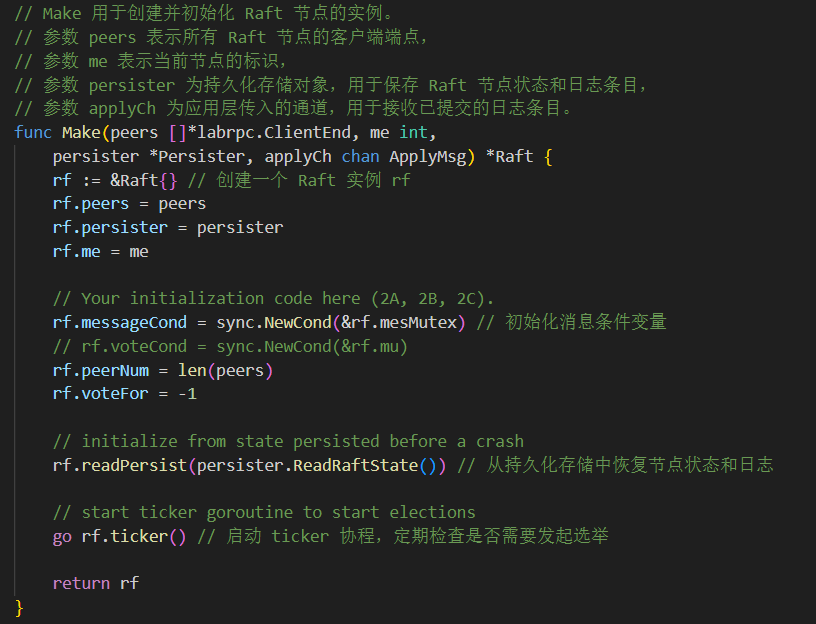 // Make 用于创建并初始化 Raft 节点的实例。
// 参数 peers 表示所有 Raft 节点的客户端端点，
// 参数 me 表示当前节点的标识，
// 参数 persister 为持久化存储对象，用于保存 Raft 节点状态和日志条目，
// 参数 applyCh 为应用层传入的通道，用于接收已提交的日志条目。
func Make(peers []*labrpc.ClientEnd, me int,
    persister *Persister, applyCh chan ApplyMsg) *Raft {
    rf := &Raft{} // 创建一个 Raft 实例 rf
    rf.peers = peers
    rf.persister = persister
    rf.me = me
    // Your initialization code here (2A, 2B, 2C).
    rf.messageCond = sync.NewCond(&rf.mesMutex) // 初始化消息条件变量
    // rf.voteCond = sync.NewCond(&rf.mu)
    rf.peerNum = len(peers)
    rf.voteFor = -1
    // initialize from state persisted before a crash
    rf.readPersist(persister.ReadRaftState()) // 从持久化存储中恢复节点状态和日志
    // start ticker goroutine to start elections
    go rf.ticker() // 启动 ticker 协程，定期检查是否需要发起选举
    return rf
}